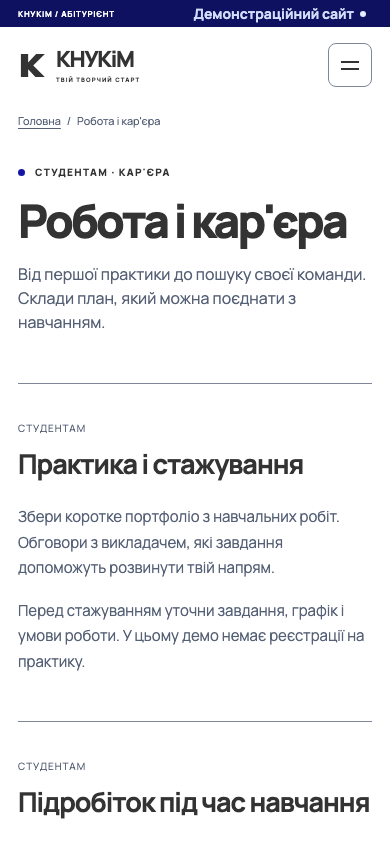 КНУКІМ / АБІТУРІЄНТ
Демонстраційний сайт
КНУКіМ
ТВІЙ ТВОРЧИЙ СТАРТ
Головна / Робота і кар'єра
СТУДЕНТАМ · КАР'ЄРА
Робота і кар'єра
Від першої практики до пошуку своєї команди.
Склади план, який можна поєднати з
навчанням.
СТУДЕНТАМ
Практика і стажування
Збери коротке портфоліо з навчальних робіт.
Обговори з викладачем, які завдання
допоможуть розвинути твій напрям.
Перед стажуванням уточни завдання, графік і
умови роботи. У цьому демо немає реєстрації на
практику.
СТУДЕНТАМ
Підробіток під час навчання